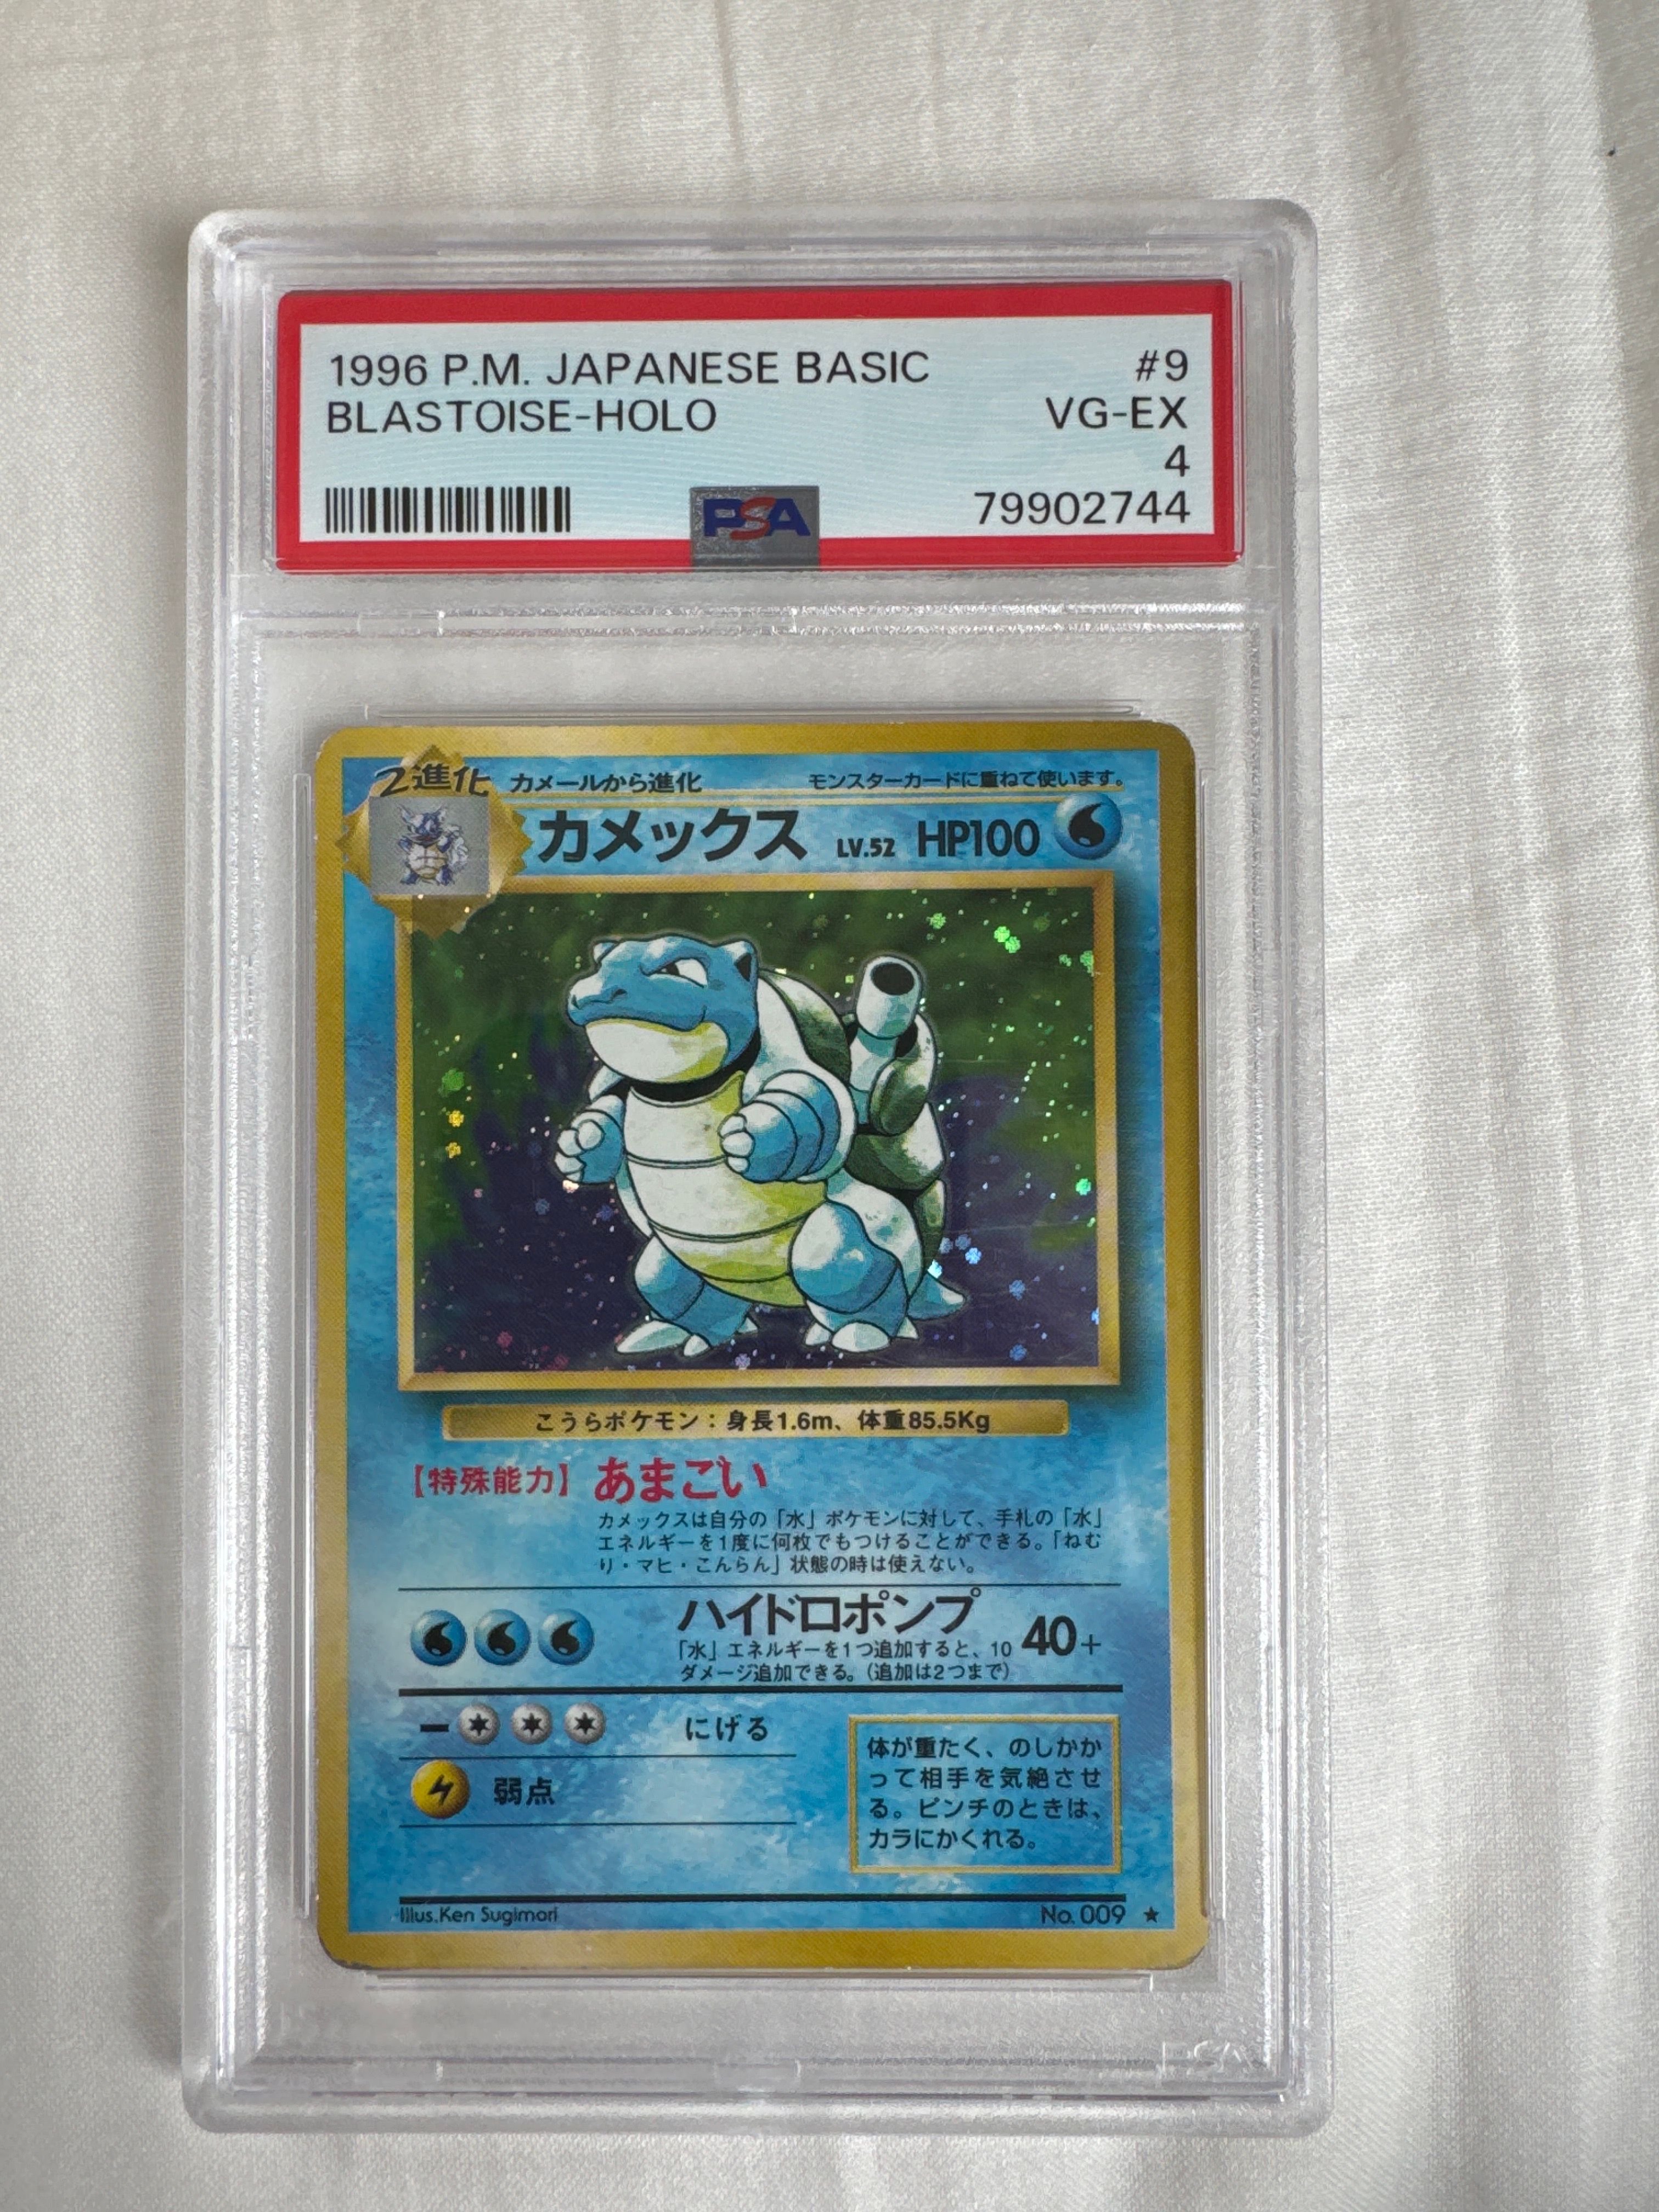 1996 P.M. JAPANESE BASIC #9
BLASTOISE-HOLO VG-EX
4
PSA 79902744
2進化 カメールから進化 モンスターカードに重ねて使います。
カメックス LV.52 HP100
こうらポケモン：身長1.6m、体重85.5Kg
【特殊能力】 あまごい
カメックスは自分の「水」ポケモンに対して、手札の「水」
エネルギーを1度に何枚でもつけることができる。「ねむ
り・マヒ・こんらん」状態の時は使えない。
ハイドロポンプ 40+
「水」エネルギーを1つ追加すると、10
ダメージ追加できる。（追加は2つまで）
にげる
弱点
体が重たく、のしかか
って相手を気絶させ
る。ピンチのときは、
カラにかくれる。
Illus.Ken Sugimori No.009 ★
PSA